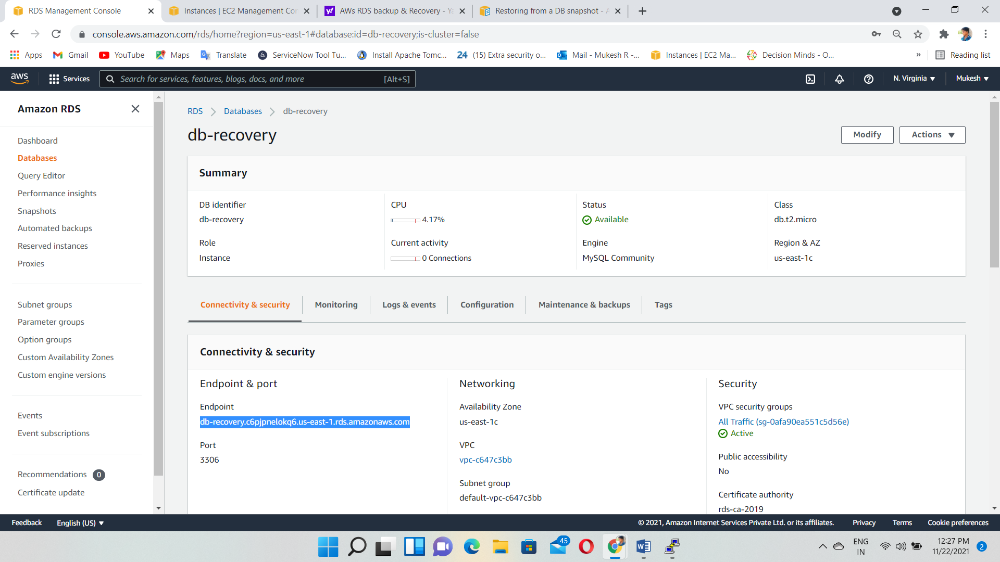 RDS Management Console
Instances | EC2 Management Con
AWs RDS backup & Recovery - Ya
Restoring from a DB snapshot - A
console.aws.amazon.com/rds/home?region=us-east-1#database:id=db-recovery;is-cluster=false
Apps
Gmail
YouTube
Maps
Translate
ServiceNow Tool Tu...
Install Apache Tomc...
24
(15) Extra security o...
Mail - Mukesh R -...
Instances | EC2 Ma...
Decision Minds - O...
»
Reading list
aws
Services
Search for services, features, blogs, docs, and more
[Alt+S]
N. Virginia
Mukesh
Amazon RDS
Dashboard
Databases
Query Editor
Performance insights
Snapshots
Automated backups
Reserved instances
Proxies
Subnet groups
Parameter groups
Option groups
Custom Availability Zones
Custom engine versions
Events
Event subscriptions
Recommendations 0
Certificate update
RDS > Databases > db-recovery
db-recovery
Modify
Actions
Summary
DB identifier
db-recovery
CPU
4.17%
Status
Available
Class
db.t2.micro
Role
Instance
Current activity
0 Connections
Engine
MySQL Community
Region & AZ
us-east-1c
Connectivity & security
Monitoring
Logs & events
Configuration
Maintenance & backups
Tags
Connectivity & security
Endpoint & port
Endpoint
db-recovery.c6pjpnelokq6.us-east-1.rds.amazonaws.com
Port
3306
Networking
Availability Zone
us-east-1c
VPC
vpc-c647c3bb
Subnet group
default-vpc-c647c3bb
Security
VPC security groups
All Traffic (sg-0afa90ea551c5d56e)
Active
Public accessibility
No
Certificate authority
rds-ca-2019
Feedback
English (US)
© 2021, Amazon Internet Services Private Ltd. or its affiliates.
Privacy
Terms
Cookie preferences
45
ENG
IN
12:27 PM
11/22/2021
2